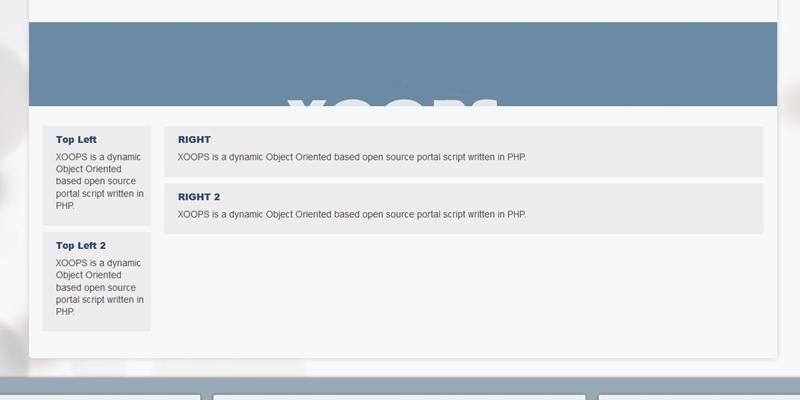 XOOPS
Top Left
XOOPS is a dynamic
Object Oriented
based open source
portal script written in
PHP.
Top Left 2
XOOPS is a dynamic
Object Oriented
based open source
portal script written in
PHP.
RIGHT
XOOPS is a dynamic Object Oriented based open source portal script written in PHP.
RIGHT 2
XOOPS is a dynamic Object Oriented based open source portal script written in PHP.